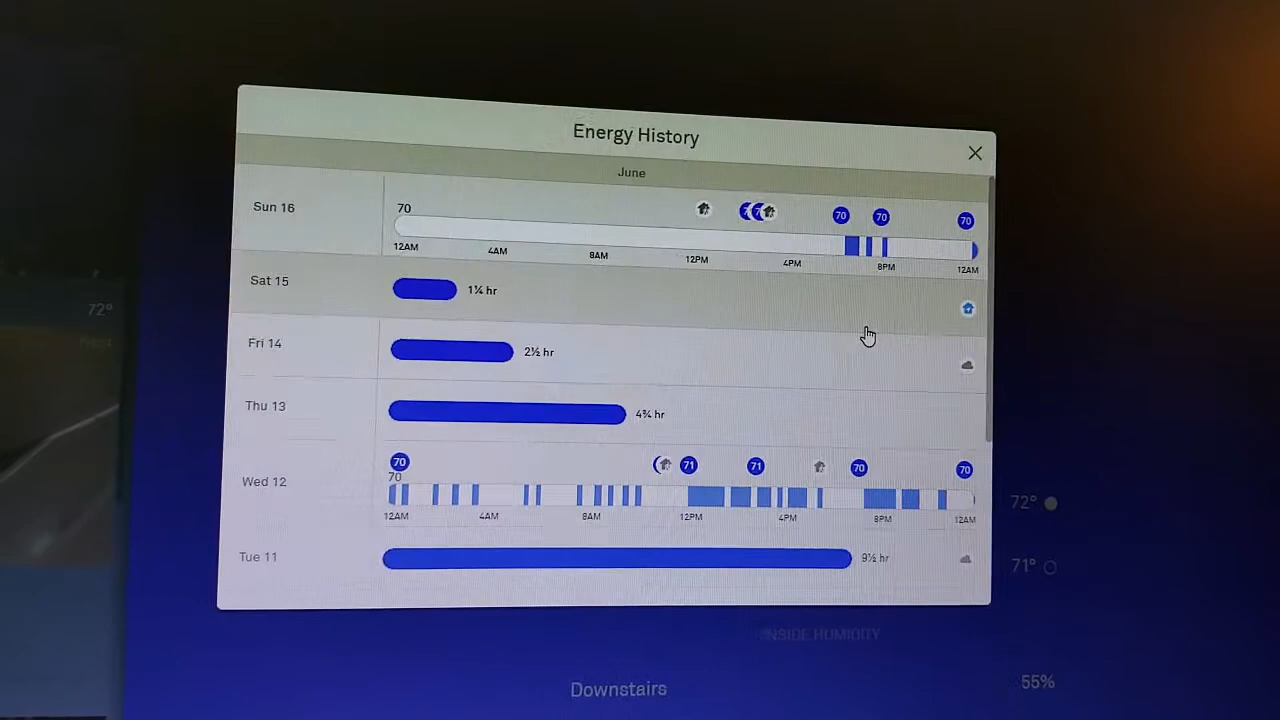 Energy History
June
Sun 16
70
70
70
70
12AM
4AM
8AM
12PM
4PM
8PM
12AM
Sat 15
1¼ hr
Fri 14
2½ hr
Thu 13
4¾ hr
Wed 12
70
70
71
71
70
70
12AM
4AM
8AM
12PM
4PM
8PM
12AM
Tue 11
9½ hr
72°
72°
71°
INSIDE HUMIDITY
Downstairs
55%